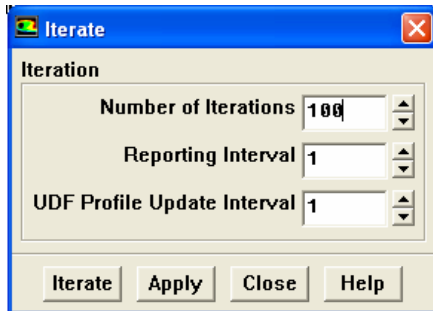 Iterate
Iteration
Number of Iterations 100
Reporting Interval 1
UDF Profile Update Interval 1
Iterate Apply Close Help